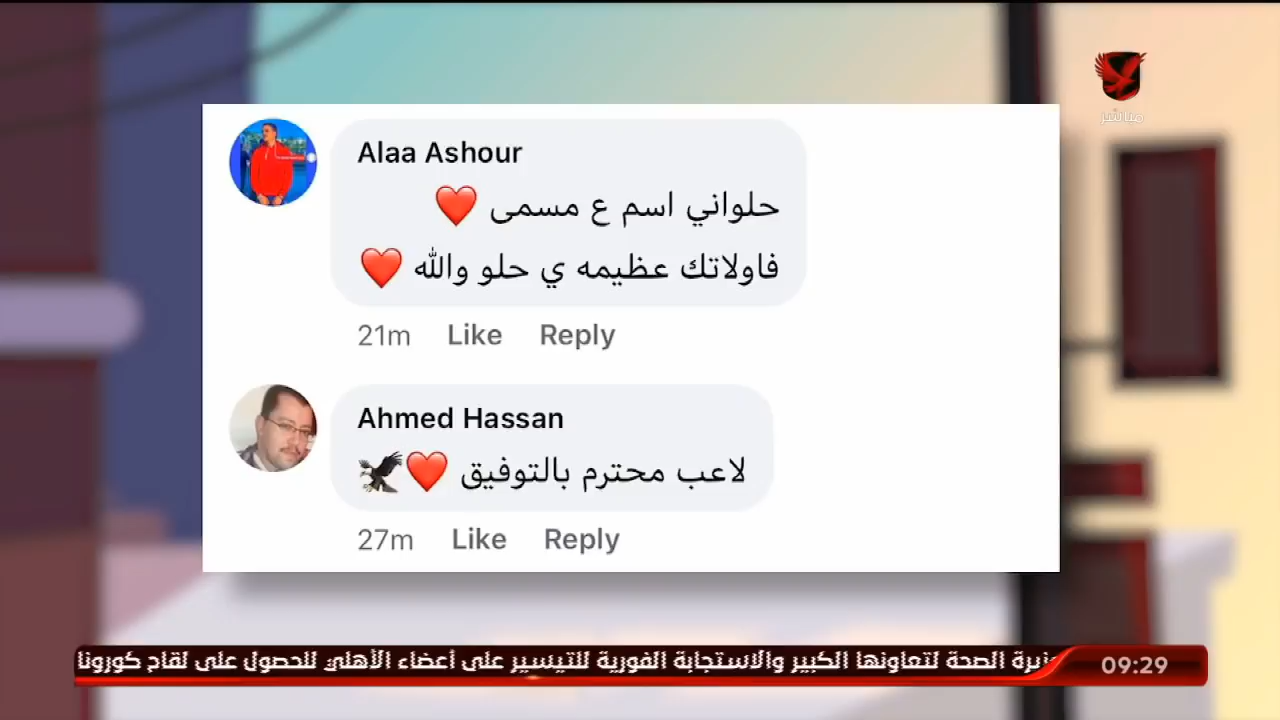 مباشر
Alaa Ashour
حلواني اسم ع مسمى ❤️
فاولاتك عظيمه ي حلو والله ❤️
21m Like Reply
Ahmed Hassan
لاعب محترم بالتوفيق ❤️🦅
27m Like Reply
الصحة لتعاونها الكبير والاستجابة الفورية للتيسير على أعضاء الأهلي للحصول على لقاح كورونا
09:29